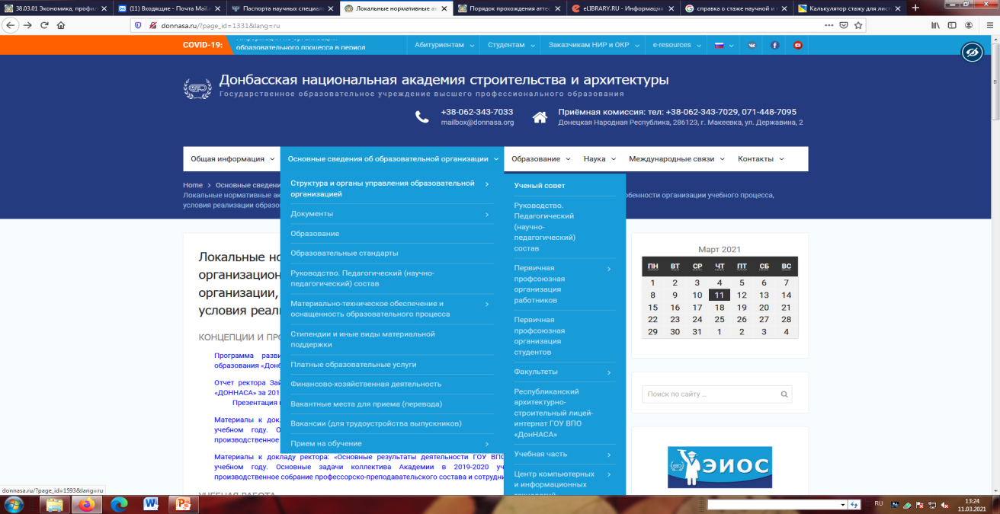 38.03.01 Экономика, профил
(11) Входящие - Почта Mail.r
Паспорта научных специаль
Локальные нормативные ак
Порядок прохождения аттес
eLIBRARY.RU - Информация
справка о стаже научной и п
Калькулятор стажу для листі
donnasa.ru/?page_id=1331&lang=ru
COVID-19:
образовательного процесса в период
Абитуриентам
Студентам
Заказчикам НИР и ОКР
e-resources
Донбасская национальная академия строительства и архитектуры
Государственное образовательное учреждение высшего профессионального образования
+38-062-343-7033
mailbox@donnasa.org
Приёмная комиссия: тел: +38-062-343-7029, 071-448-7095
Донецкая Народная Республика, 286123, г. Макеевка, ул. Державина, 2
Общая информация
Основные сведения об образовательной организации
Образование
Наука
Международные связи
Контакты
Home > Основные сведени
Локальные нормативные ак
бенности организации учебного процесса,
условия реализации образо
Структура и органы управления образовательной
организацией
Документы
Образование
Образовательные стандарты
Руководство. Педагогический (научно-
педагогический) состав
Материально-техническое обеспечение и
оснащенность образовательного процесса
Стипендии и иные виды материальной
поддержки
Платные образовательные услуги
Финансово-хозяйственная деятельность
Вакантные места для приема (перевода)
Вакансии (для трудоустройства выпускников)
Прием на обучение
Ученый совет
Руководство.
Педагогический
(научно-
педагогический)
состав
Первичная
профсоюзная
организация
работников
Первичная
профсоюзная
организация
студентов
Факультеты
Республиканский
архитектурно-
строительный лицей-
интернат ГОУ ВПО
«ДонНАСА»
Учебная часть
Центр компьютерных
и информационных
Локальные но
организацион
организации,
условия реал
КОНЦЕПЦИИ И ПРО
Программа разви
образования «Донб
Отчет ректора Зай
«ДОННАСА» за 201
Презентация
Материалы к док
учебном году. О
производственное
Материалы к докладу ректора: «Основные результаты деятельности ГОУ ВПО
учебном году. Основные задачи коллектива Академии в 2019-2020 уч
производственное собрание профессорско-преподавательского состава и сотрудни
УЧЕБНАЯ РАБОТА
Март 2021
ПН ВТ СР ЧТ ПТ СБ ВС
1 2 3 4 5 6 7
8 9 10 11 12 13 14
15 16 17 18 19 20 21
22 23 24 25 26 27 28
29 30 31 1 2 3 4
Поиск по сайту ...
ЭИОС
donnasa.ru/?page_id=1593&lang=ru
RU
13:24
11.03.2021